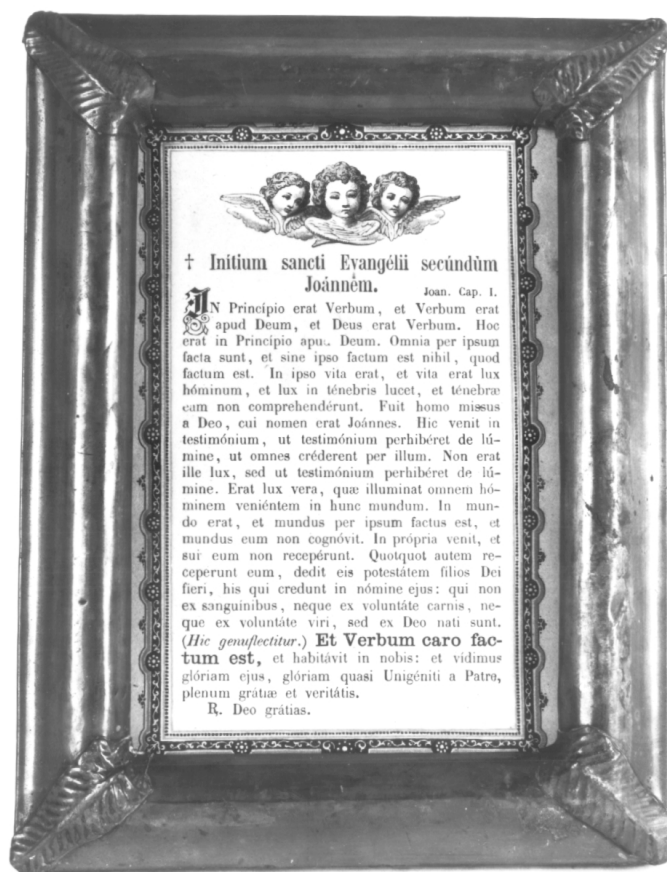 † Inítium sancti Evangélii secúndùm
Joánném.
Joan. Cap. I.
IN Princípio erat Verbum, et Verbum erat
apud Deum, et Deus erat Verbum. Hoc
erat in Princípio apu.. Deum. Omnia per ipsum
facta sunt, et sine ipso factum est nihil, quod
factum est. In ipso vita erat, et vita erat lux
hóminum, et lux in ténebris lucet, et ténebræ
eam non comprehendérunt. Fuit homo missus
a Deo, cui nomen erat Joánnes. Hic venit in
testimónium, ut testimónium perhibéret de lú-
mine, ut omnes créderent per illum. Non erat
ille lux, sed ut testimónium perhibéret de lú-
mine. Erat lux vera, quæ illuminat omnem hó-
minem veniéntem in hunc mundum. In mun-
do erat, et mundus per ipsum factus est, et
mundus eum non cognóvit. In própria venit, et
sui eum non recepérunt. Quotquot autem re-
ceperunt eum, dedit eis potestátem filios Dei
fieri, his qui credunt in nómine ejus: qui non
ex sanguinibus, neque ex voluntáte carnis, ne-
que ex voluntáte viri, sed ex Deo nati sunt.
(Hic genuflectitur.) Et Verbum caro fac-
tum est, et habitávit in nobis: et vidimus
glóriam ejus, glóriam quasi Unigéniti a Patre,
plenum grátiæ et veritátis.
℟. Deo grátias.